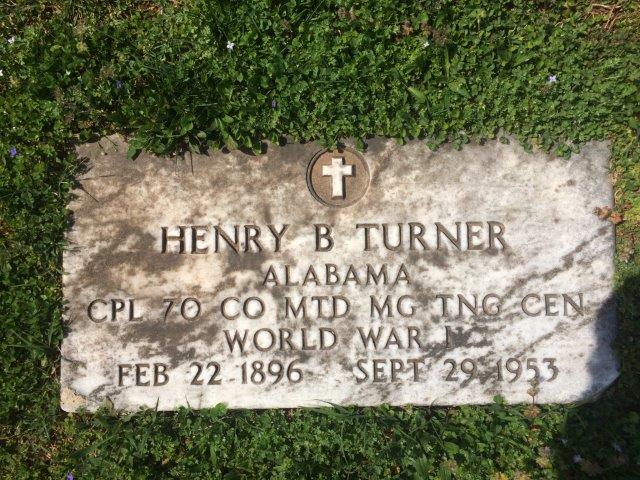 HENRY B TURNER
ALABAMA
CPL 70 CO MTD MG TNG CEN
WORLD WAR I
FEB 22 1896 SEPT 29 1953